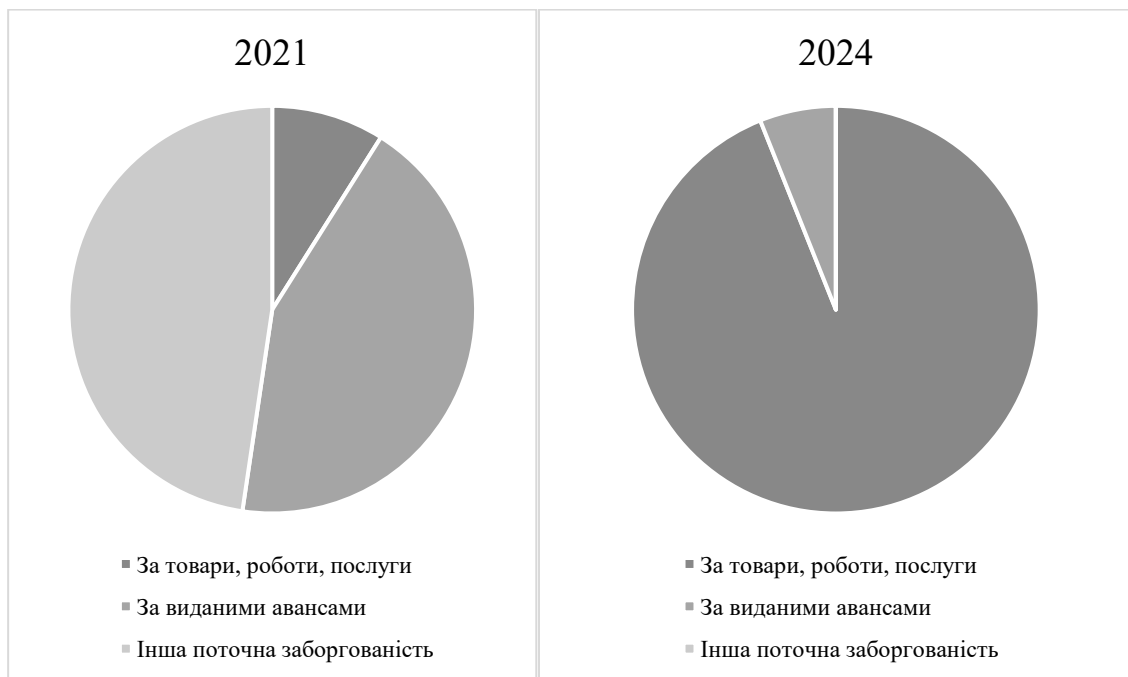 2021
За товари, роботи, послуги
За виданими авансами
Інша поточна заборгованість
2024
За товари, роботи, послуги
За виданими авансами
Інша поточна заборгованість